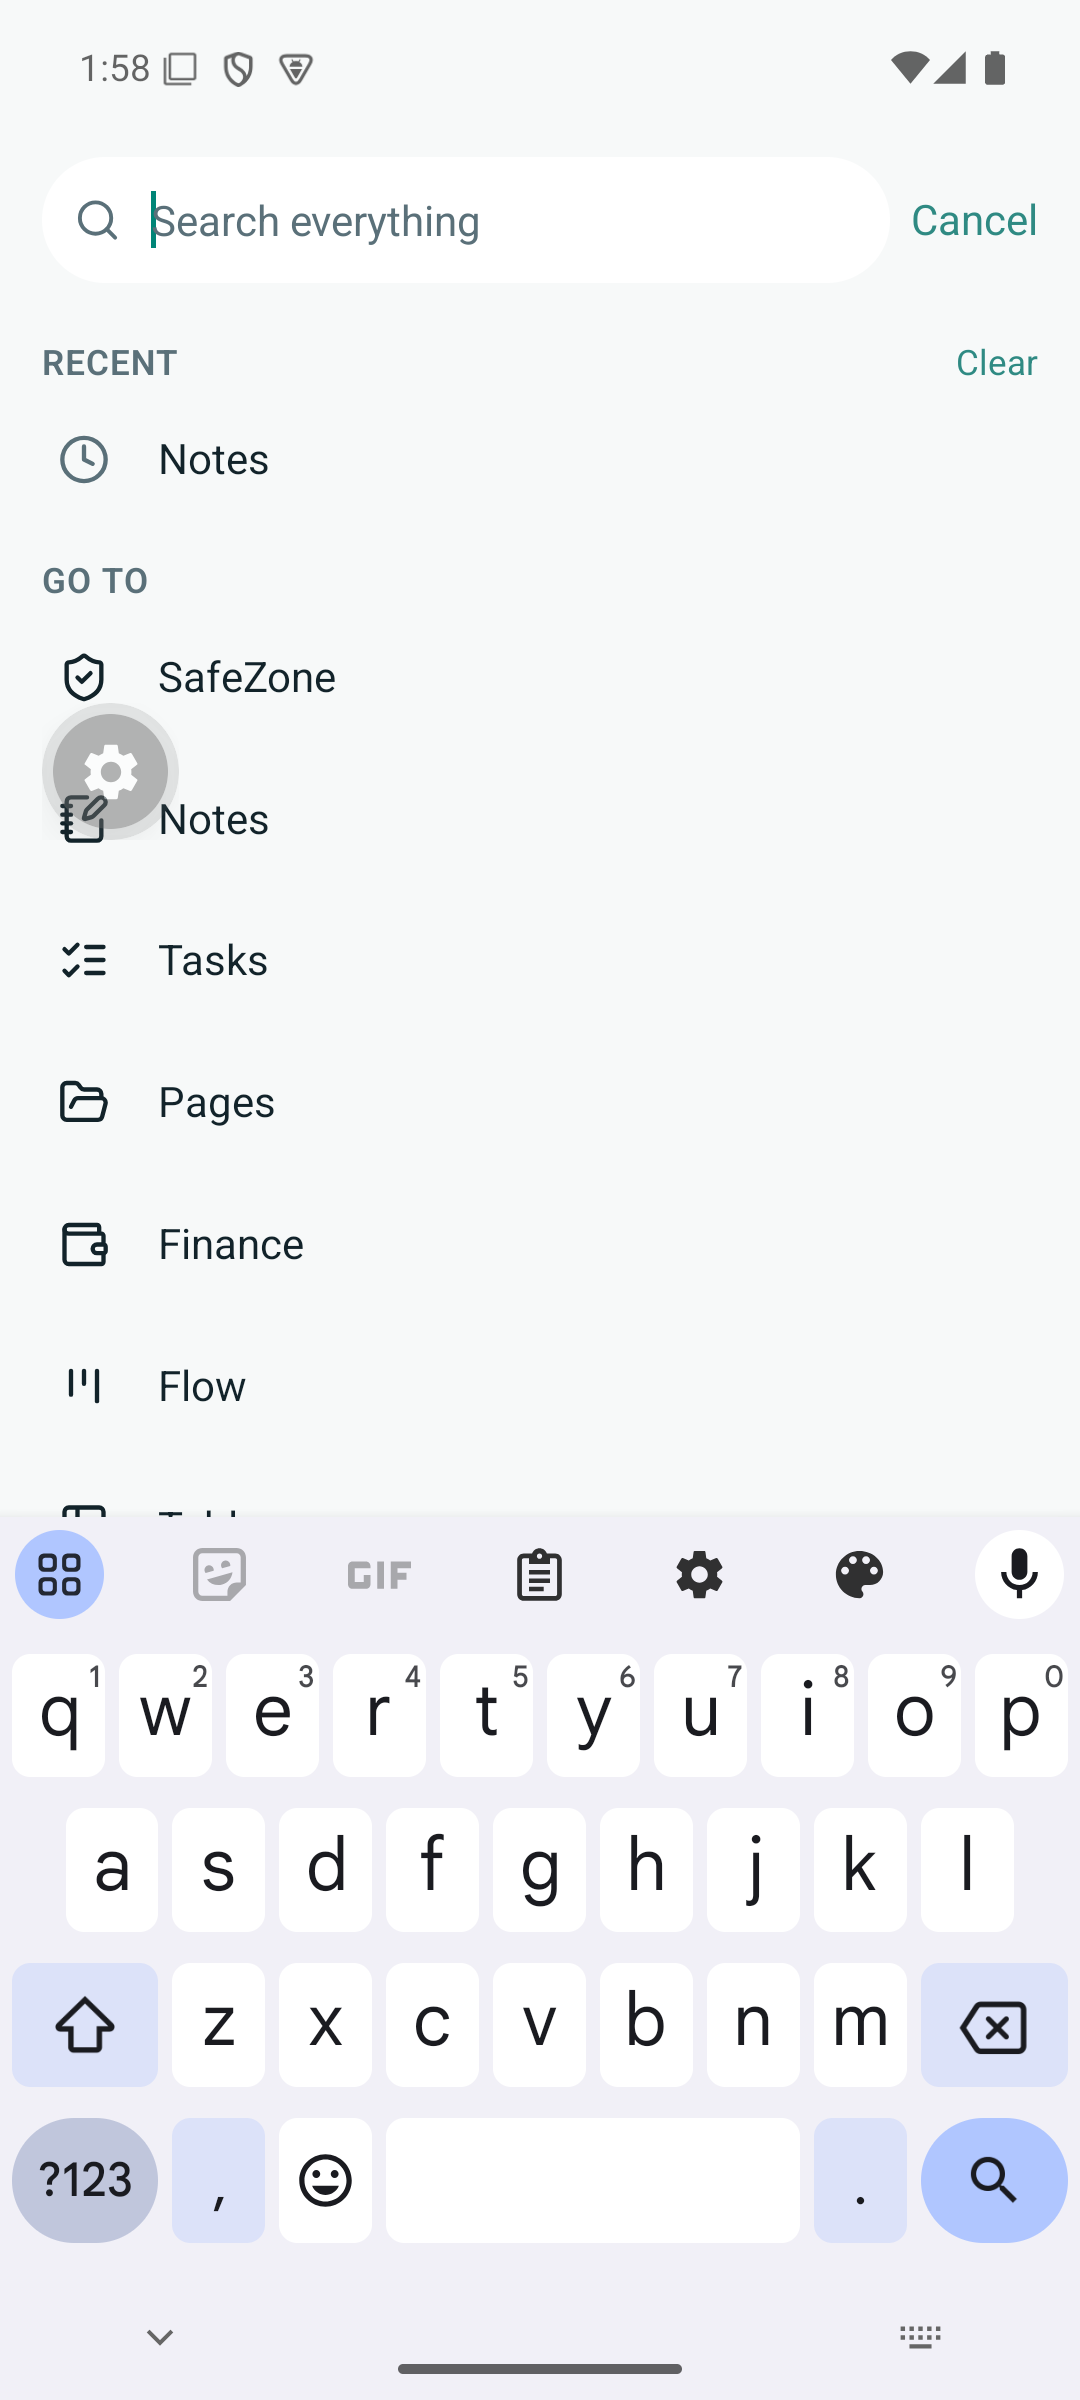 1:58
Search everything
Cancel
RECENT
Clear
Notes
GO TO
SafeZone
Notes
Tasks
Pages
Finance
Flow
GIF
q 1 w 2 e 3 r 4 t 5 y 6 u 7 i 8 o 9 p 0
a s d f g h j k l
z x c v b n m
?123 , .